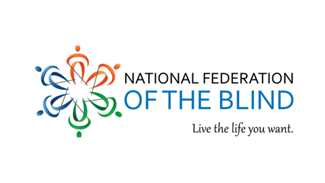 NATIONAL FEDERATION
OF THE BLIND
Live the life you want.